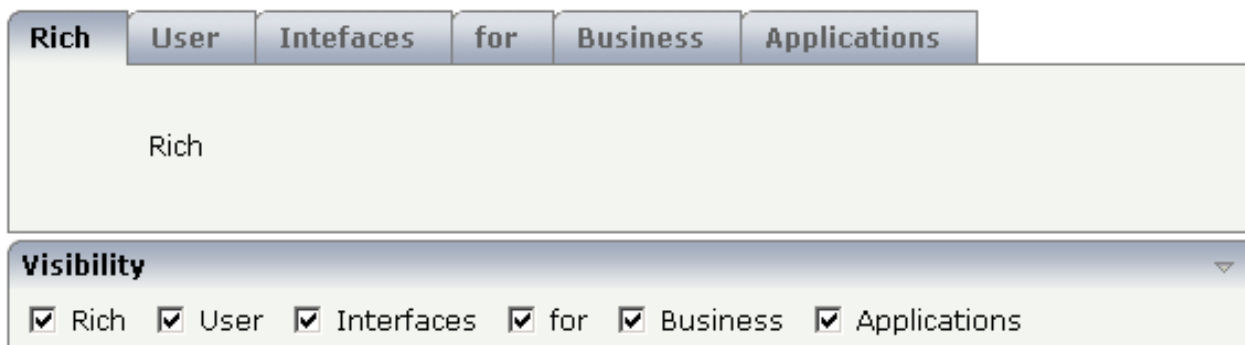 Rich User Intefaces for Business Applications
Rich
Visibility
Rich User Interfaces for Business Applications